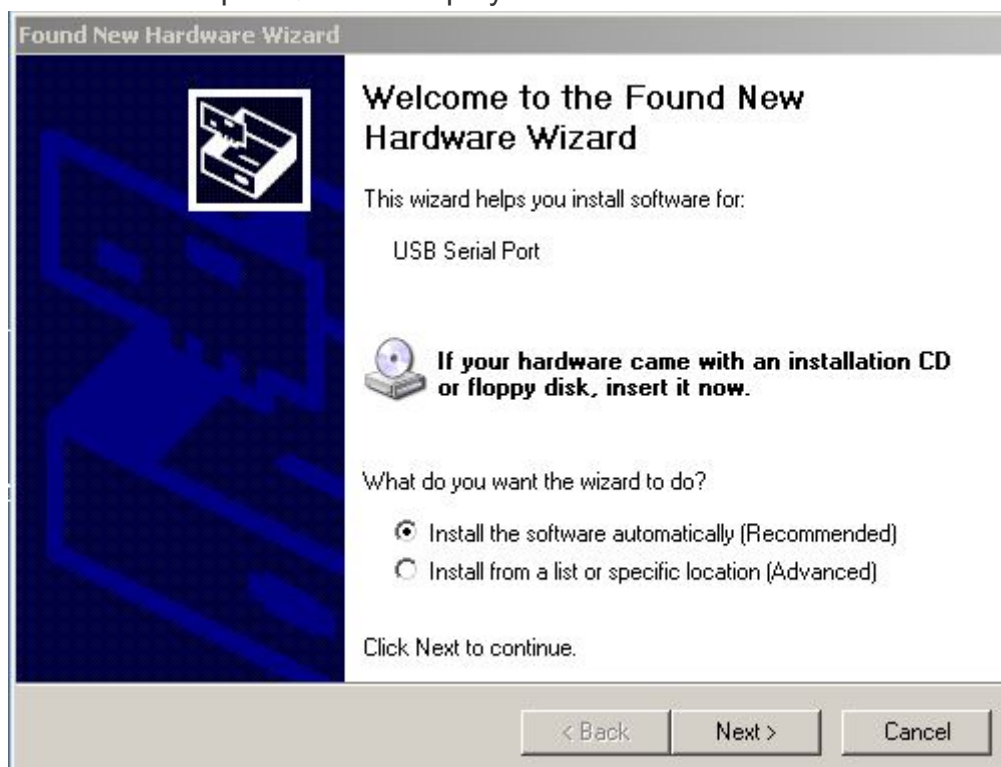 Found New Hardware Wizard
Welcome to the Found New
Hardware Wizard
This wizard helps you install software for:
USB Serial Port
If your hardware came with an installation CD
or floppy disk, insert it now.
What do you want the wizard to do?
Install the software automatically (Recommended)
Install from a list or specific location (Advanced)
Click Next to continue.
< Back Next > Cancel